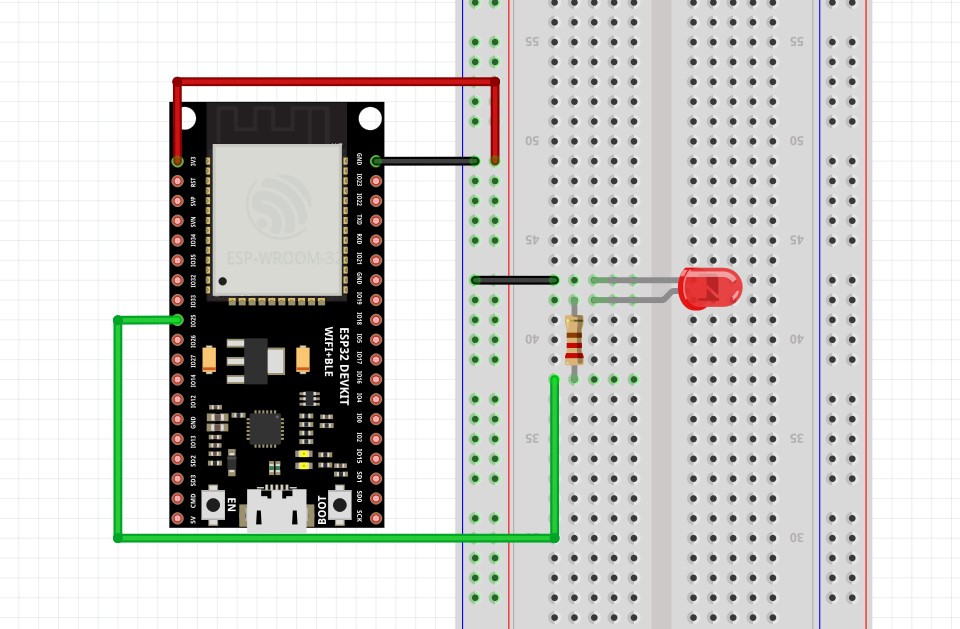 55
55
50
50
45
45
40
40
35
35
30
3V3
RST
SVP
SVN
IO34
IO35
IO32
IO33
IO25
IO26
IO27
IO14
IO12
GND
IO13
SD2
SD3
CMD
5V
GND
IO23
IO22
TXD
RXD
IO21
GND
IO19
IO18
IO5
IO17
IO16
IO4
IO0
IO2
IO15
SD1
SD0
SCK
ESP-WROOM-32
ESP32 DEVKIT
WIFI+BLE
EN
BOOT